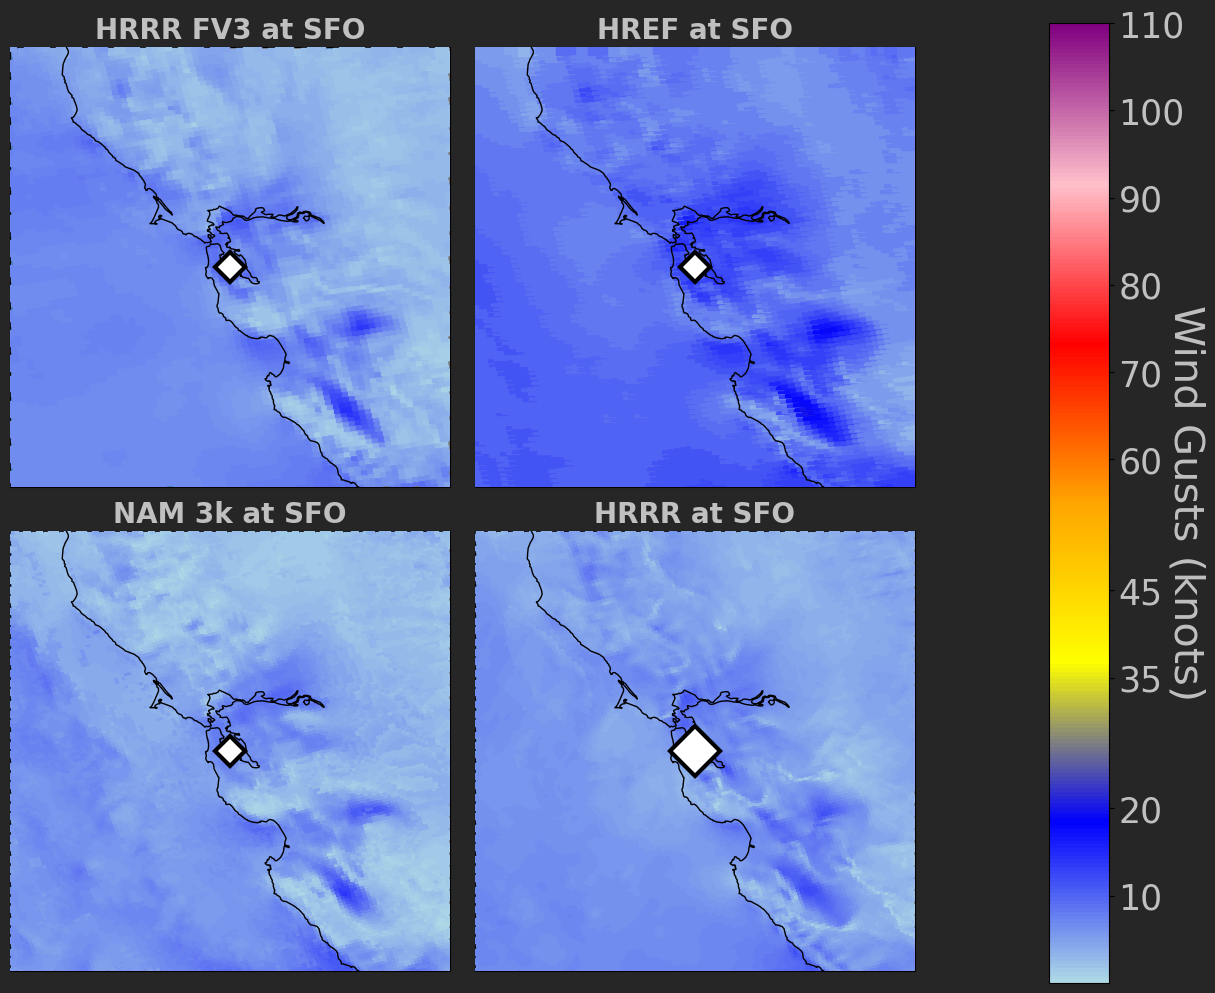 HRRR FV3 at SFO
HREF at SFO
NAM 3k at SFO
HRRR at SFO
110
100
90
80
70
60
45
35
20
10
Wind Gusts (knots)